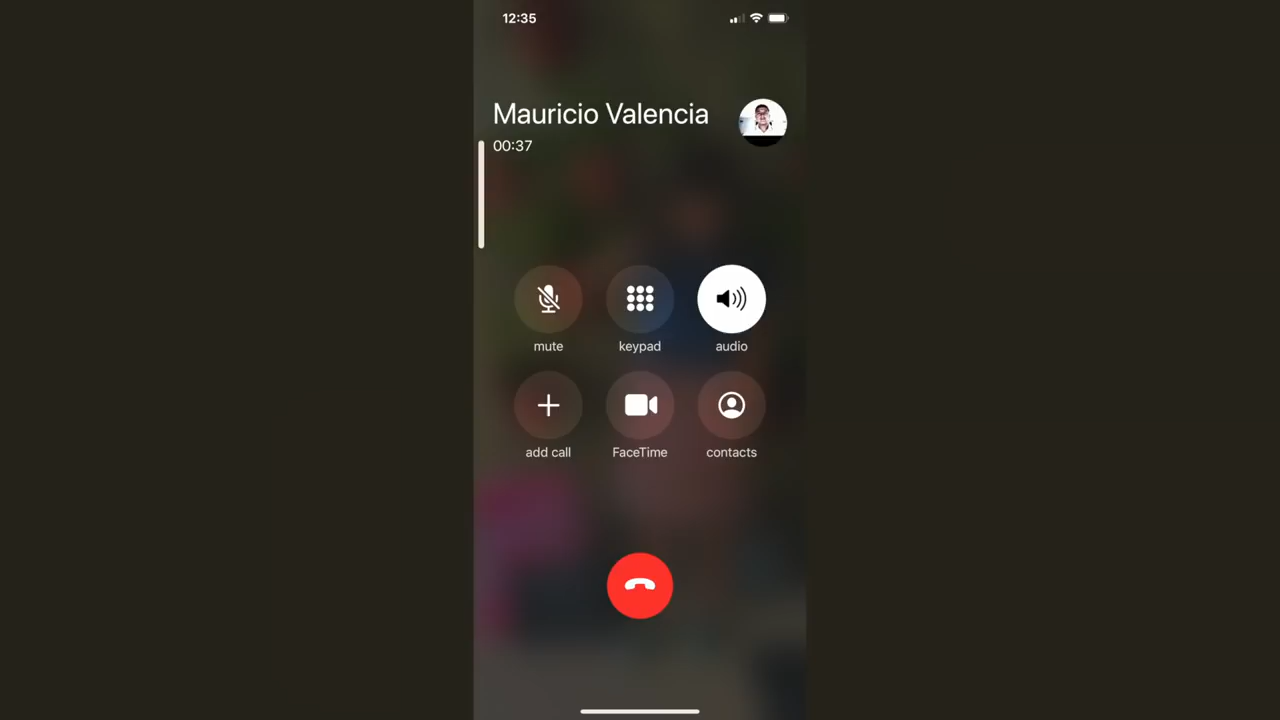 12:35
Mauricio Valencia
00:37
mute
keypad
audio
add call
FaceTime
contacts